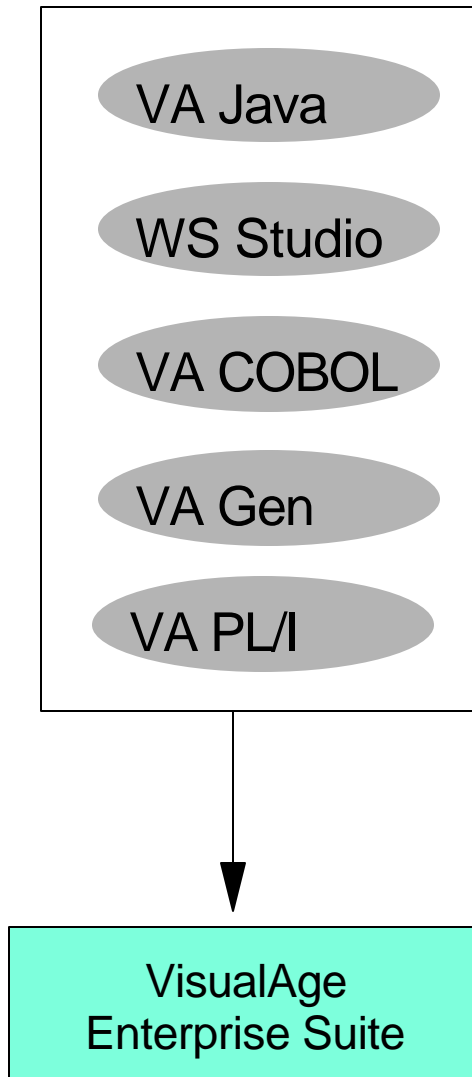 VA Java
WS Studio
VA COBOL
VA Gen
VA PL/I
VisualAge
Enterprise Suite